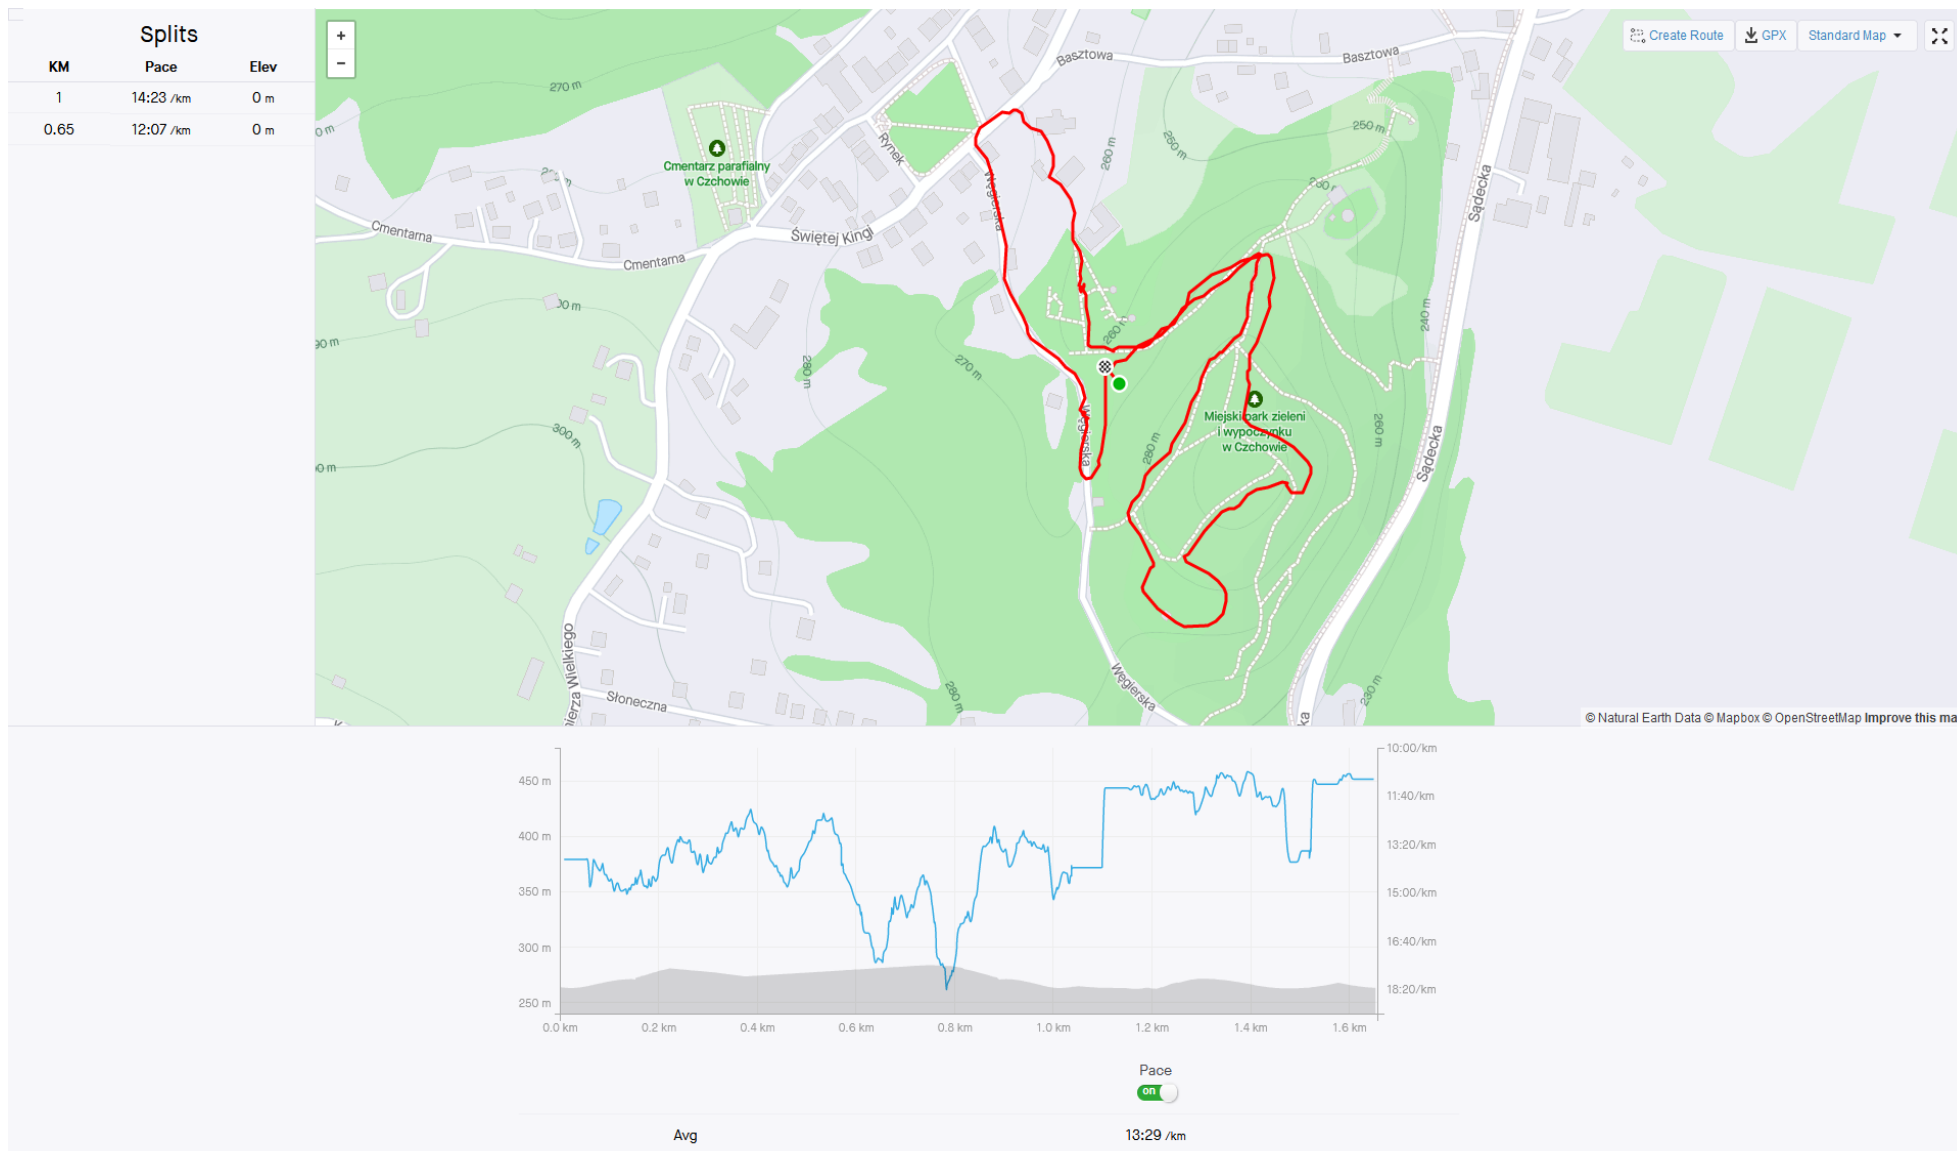 Splits
KM Pace Elev
1 14:23 /km 0 m
0.65 12:07 /km 0 m
+
−
Create Route
GPX
Standard Map
270 m
Basztowa
Basztowa
250 m
250 m
260 m
Rynek
Cmentarz parafialny
w Czchowie
Węgierska
Sądecka
Cmentarna
Świętej Kingi
Cmentarna
240 m
260 m
270 m
280 m
Miejski park zieleni
i wypoczynku
w Czchowie
Węgierska
280 m
260 m
300 m
Sądecka
Węgierska
280 m
230 m
Słoneczna
© Natural Earth Data © Mapbox © OpenStreetMap Improve this ma
450 m
400 m
350 m
300 m
250 m
10:00/km
11:40/km
13:20/km
15:00/km
16:40/km
18:20/km
0.0 km 0.2 km 0.4 km 0.6 km 0.8 km 1.0 km 1.2 km 1.4 km 1.6 km
Pace
on
Avg 13:29 /km